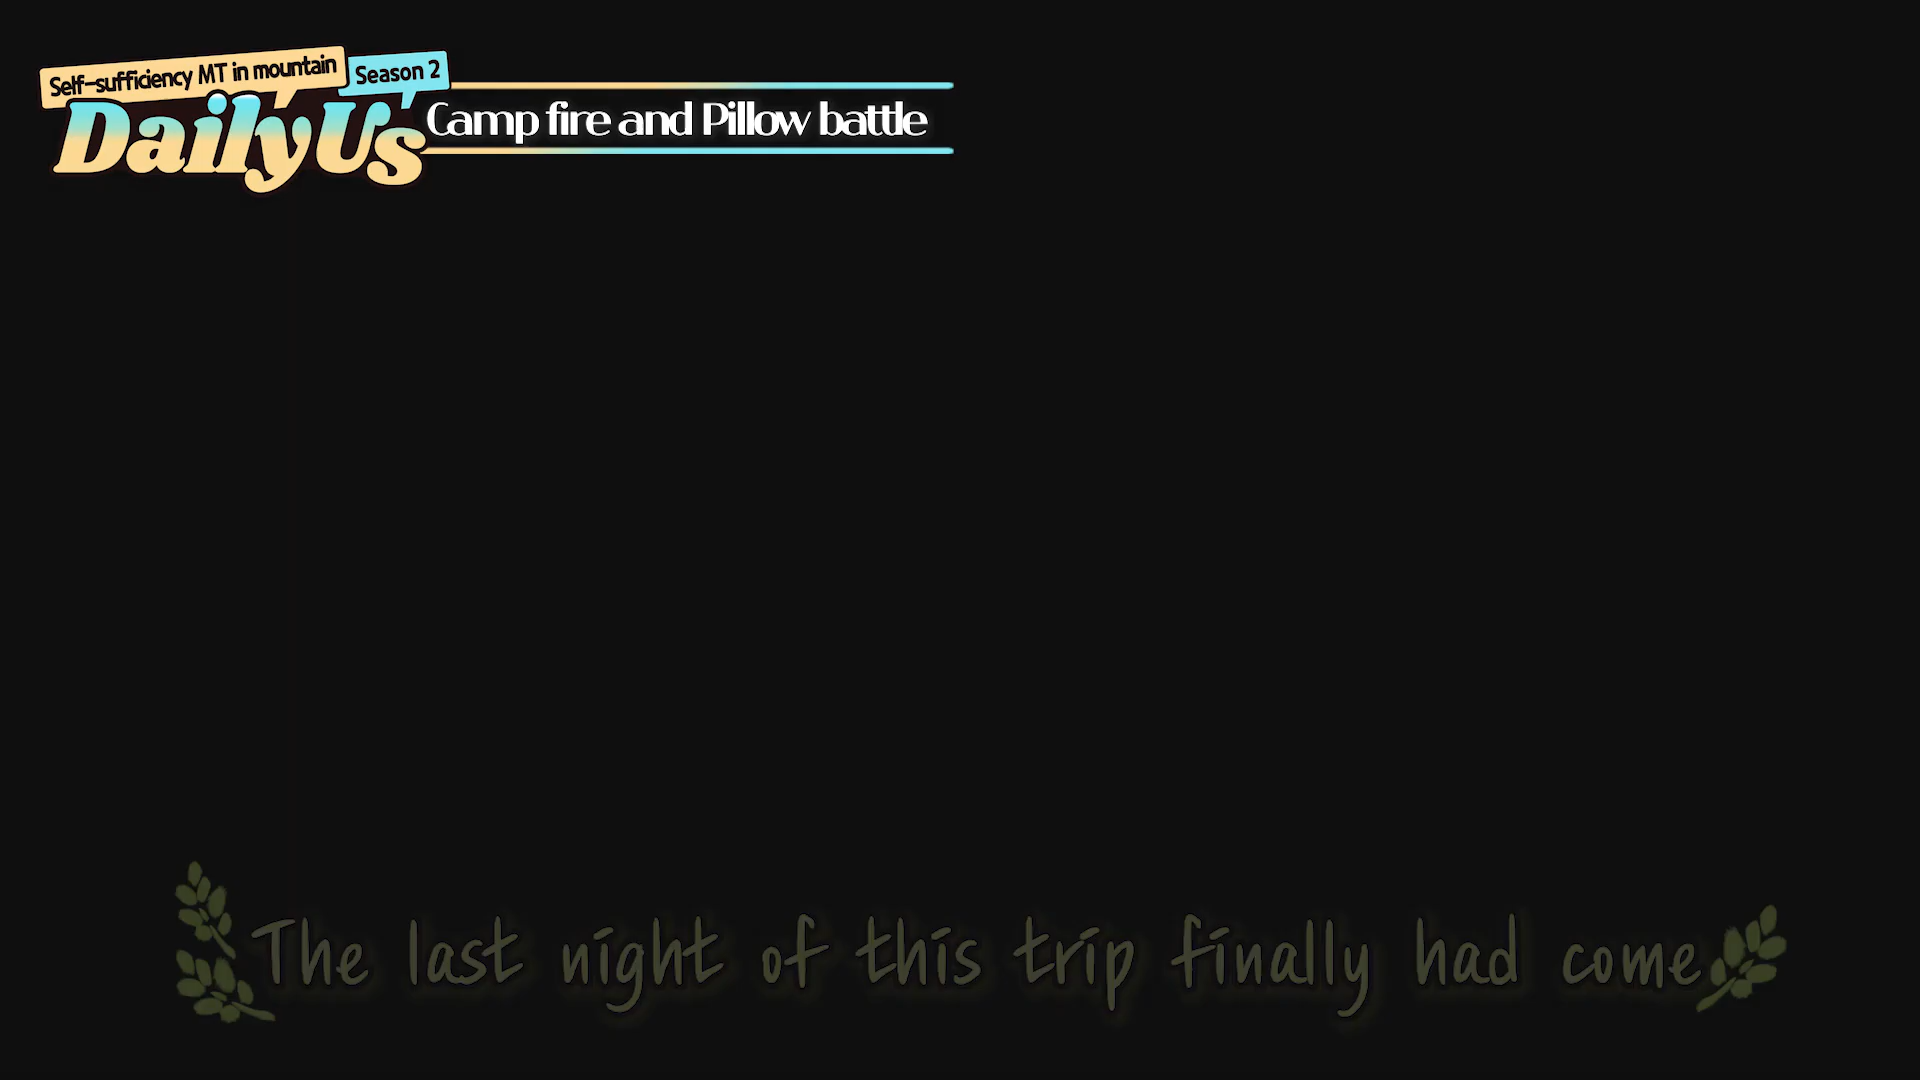 Self-sufficiency MT in mountain
Season 2
DailyUs
Camp fire and Pillow battle
The last night of this trip finally had come